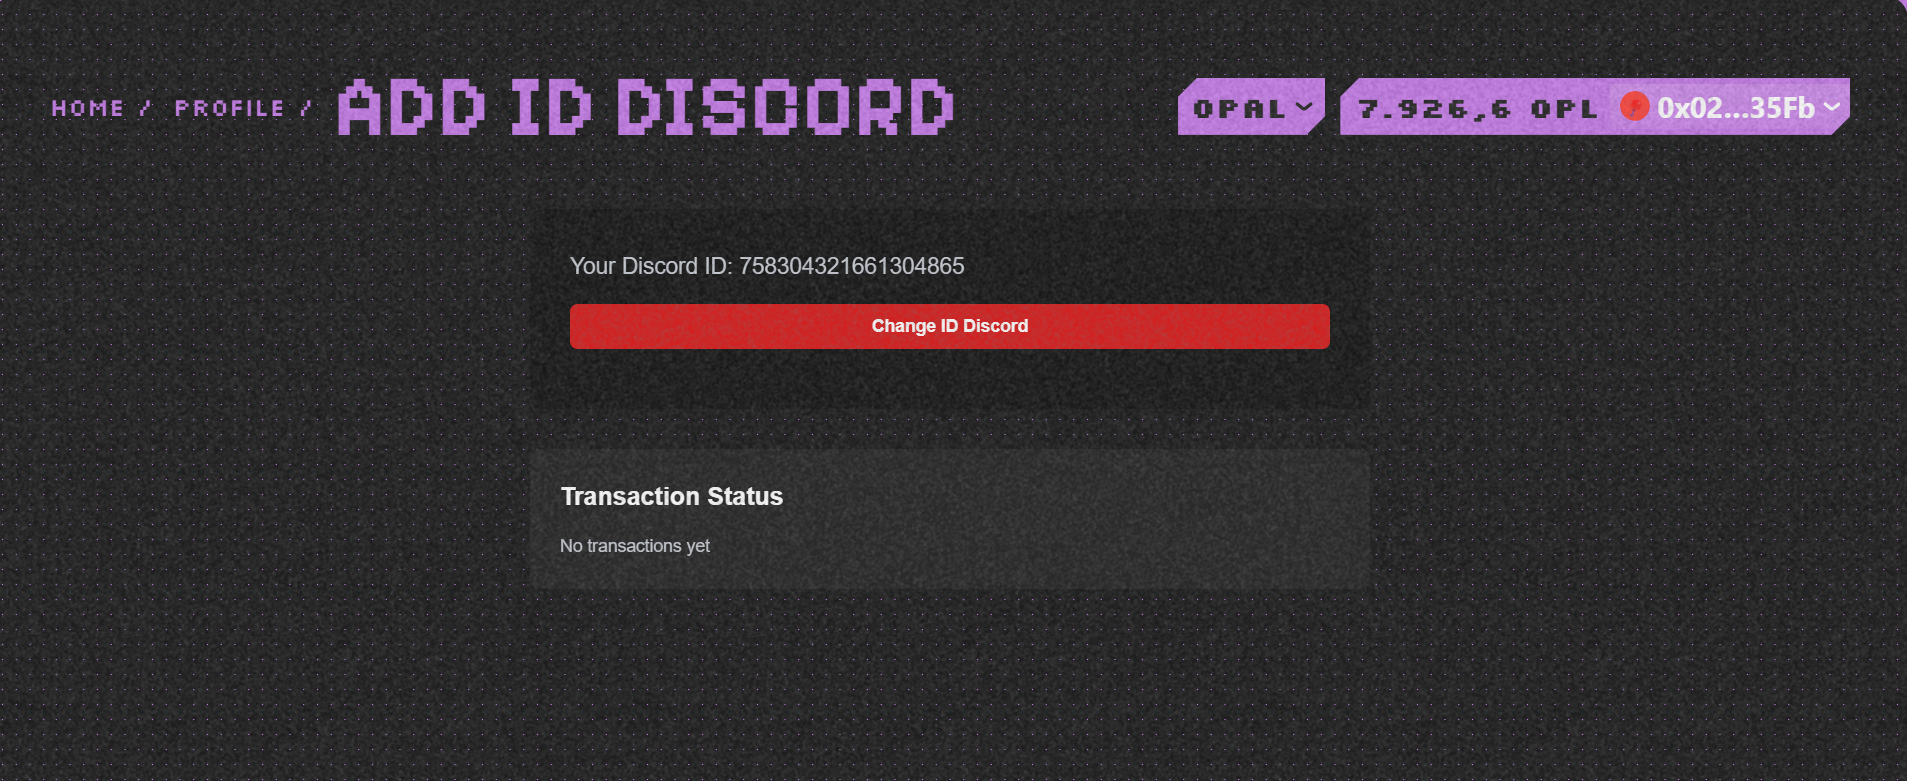 HOME / PROFILE / ADD ID DISCORD
OPAL
7.926,6 OPL 0x02...35Fb
Your Discord ID: 758304321661304865
Change ID Discord
Transaction Status
No transactions yet